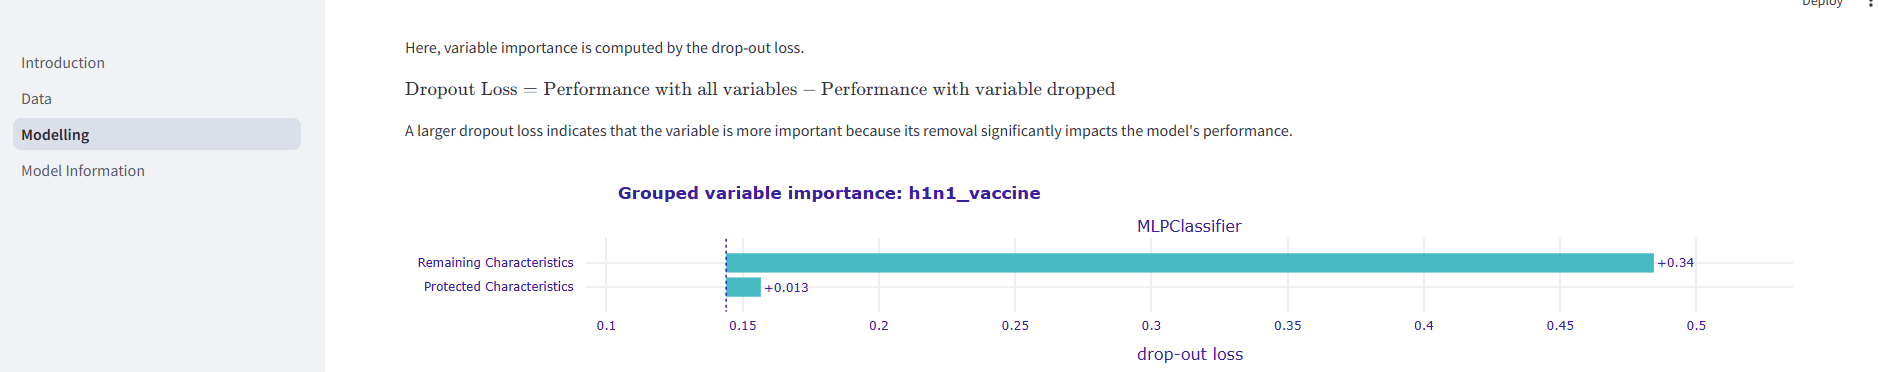 Deploy
Introduction
Data
Modelling
Model Information
Here, variable importance is computed by the drop-out loss.
Dropout Loss = Performance with all variables − Performance with variable dropped
A larger dropout loss indicates that the variable is more important because its removal significantly impacts the model's performance.
Grouped variable importance: h1n1_vaccine
MLPClassifier
Remaining Characteristics +0.34
Protected Characteristics +0.013
0.1 0.15 0.2 0.25 0.3 0.35 0.4 0.45 0.5
drop-out loss